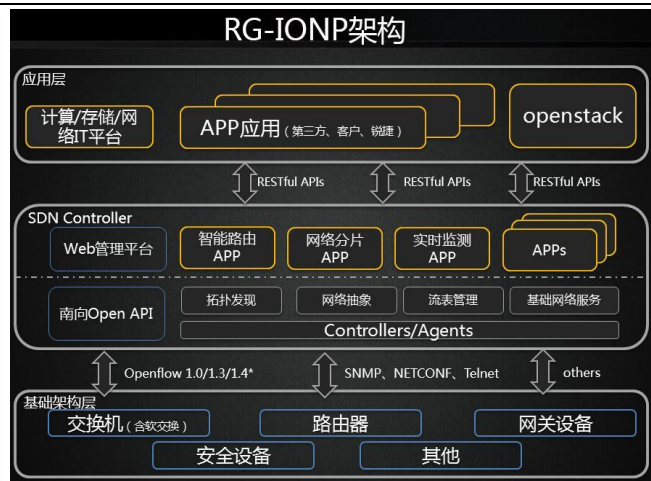 RG-IONP架构
应用层
计算/存储/网
络IT平台
APP应用（第三方、客户、锐捷）
openstack
RESTful APIs
RESTful APIs
RESTful APIs
SDN Controller
Web管理平台
智能路由
APP
网络分片
APP
实时监测
APP
APPs
南向Open API
拓扑发现
网络抽象
流表管理
基础网络服务
Controllers/Agents
Openflow 1.0/1.3/1.4*
SNMP、NETCONF、Telnet
others
基础架构层
交换机（含软交换）
路由器
网关设备
安全设备
其他